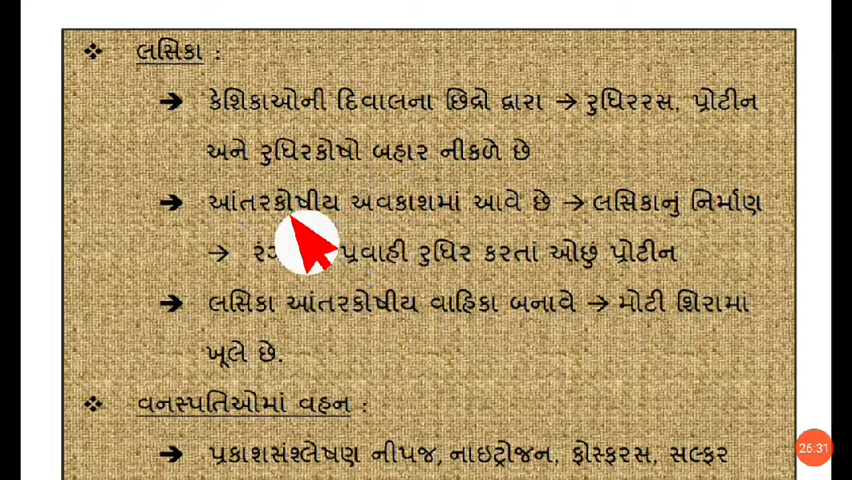 ❖ લસિકા :
➔ કેશિકાઓની દિવાલના છિદ્રો દ્વારા → રુધિરરસ, પ્રોટીન
અને રુધિરકોષો બહાર નીકળે છે
➔ આંતરકોષીય અવકાશમાં આવે છે → લસિકાનું નિર્માણ
→ પ્રવાહી રુધિર કરતાં ઓછું પ્રોટીન
➔ લસિકા આંતરકોષીય વાહિકા બનાવે → મોટી શિરામાં
ખૂલે છે.
❖ વનસ્પતિઓમાં વહન :
➔ પ્રકાશસંશ્લેષણ નીપજ, નાઇટ્રોજન, ફોસ્ફરસ, સલ્ફર
26:31